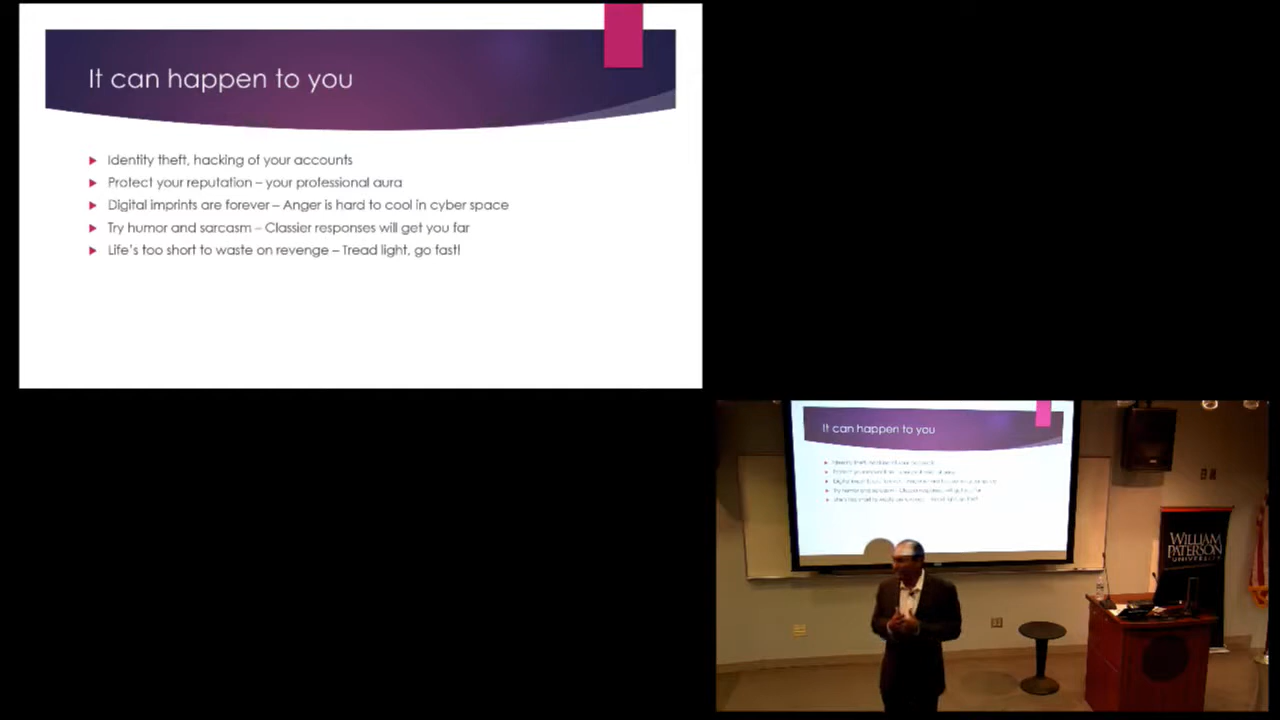 It can happen to you
Identity theft, hacking of your accounts
Protect your reputation – your professional aura
Digital imprints are forever – Anger is hard to cool in cyber space
Try humor and sarcasm – Classier responses will get you far
Life's too short to waste on revenge – Tread light, go fast!
It can happen to you
WILLIAM
PATERSON
UNIVERSITY